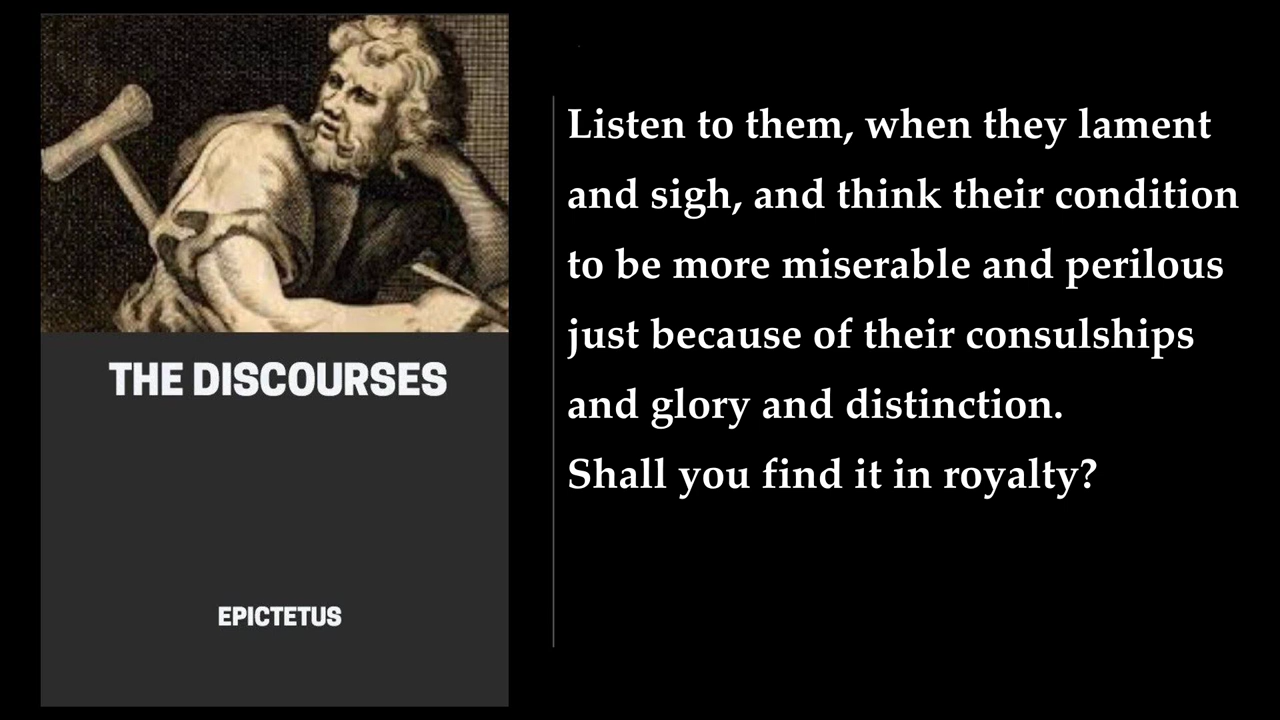 THE DISCOURSES
EPICTETUS
Listen to them, when they lament
and sigh, and think their condition
to be more miserable and perilous
just because of their consulships
and glory and distinction.
Shall you find it in royalty?